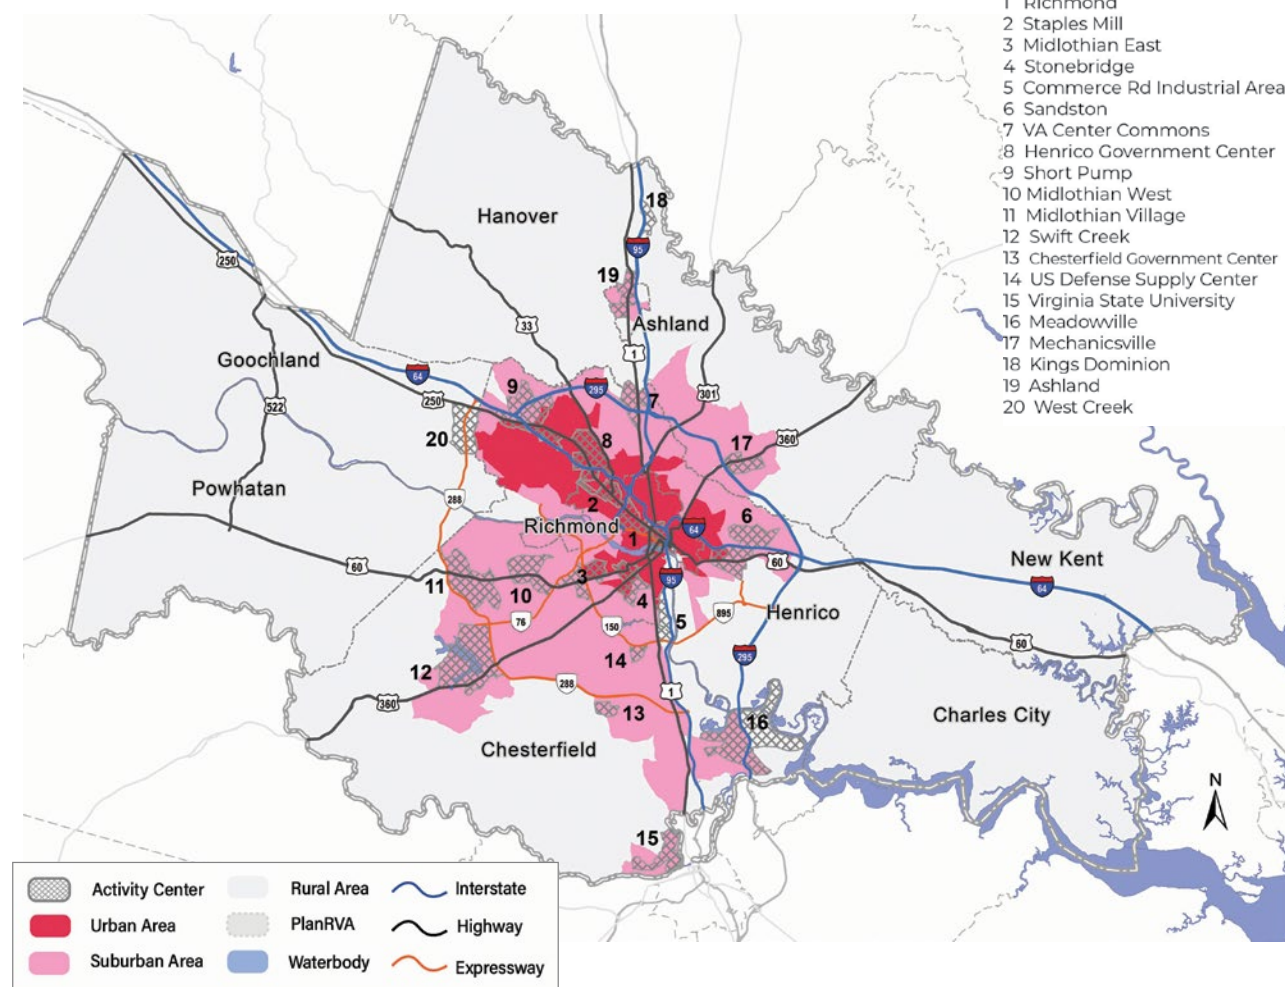 1 Richmond
2 Staples Mill
3 Midlothian East
4 Stonebridge
5 Commerce Rd Industrial Area
6 Sandston
7 VA Center Commons
8 Henrico Government Center
9 Short Pump
10 Midlothian West
11 Midlothian Village
12 Swift Creek
13 Chesterfield Government Center
14 US Defense Supply Center
15 Virginia State University
16 Meadowville
17 Mechanicsville
18 Kings Dominion
19 Ashland
20 West Creek
18
Hanover
95
250
19
33
Ashland
1
Goochland
64
9
295
7
301
250
522
20
8
17
360
Powhatan
288
2
6
Richmond
64
1
New Kent
60
11
10
3
95
60
64
4
895
Henrico
76
150
5
60
14
295
12
288
1
360
13
16
Charles City
Chesterfield
N
15
Activity Center
Rural Area
Interstate
Urban Area
PlanRVA
Highway
Suburban Area
Waterbody
Expressway